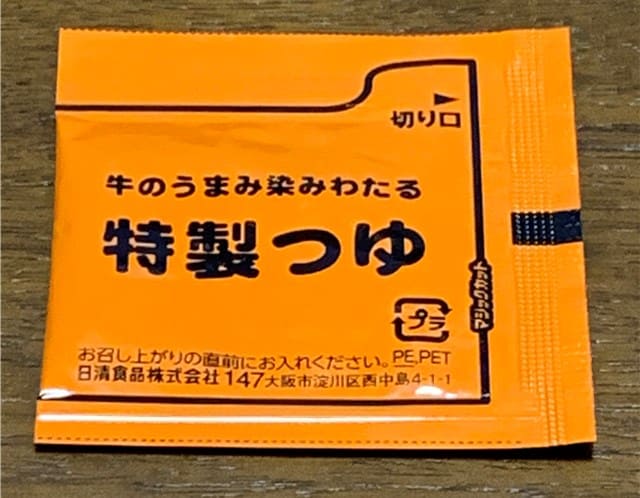 切り口
牛のうまみ染みわたる
特製つゆ
マジックカット
プラ
お召し上がりの直前にお入れください。 PE,PET
日清食品株式会社 147 大阪市淀川区西中島4-1-1